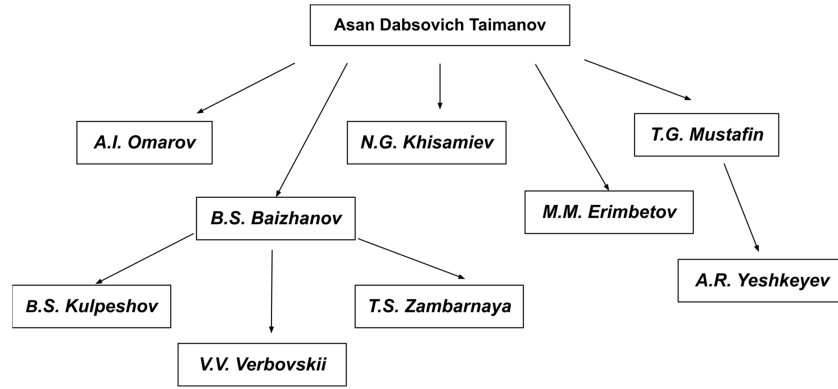 Asan Dabsovich Taimanov
A.I. Omarov
N.G. Khisamiev
T.G. Mustafin
B.S. Baizhanov
M.M. Erimbetov
A.R. Yeshkeyev
B.S. Kulpeshov
T.S. Zambarnaya
V.V. Verbovskii